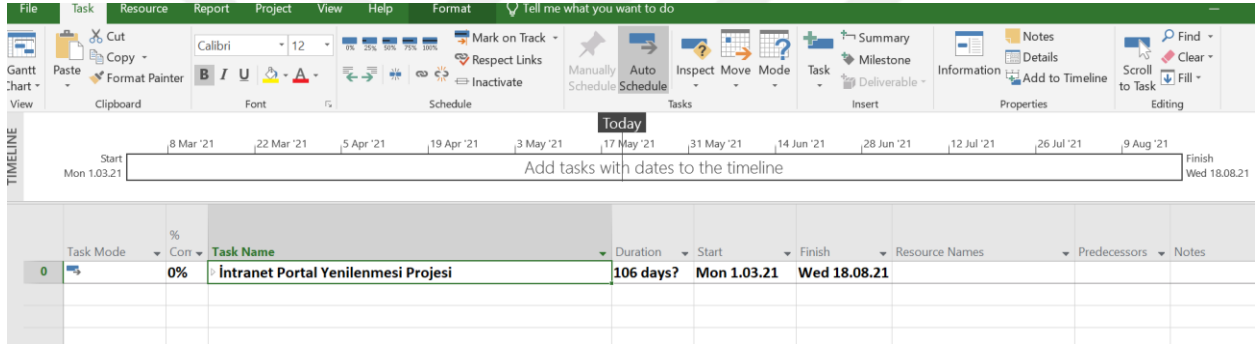 File Task Resource Report Project View Help Format Tell me what you want to do
Cut Calibri 12 0% 25% 50% 75% 100% Mark on Track Summary Notes Find
Copy Respect Links Milestone Details Clear
Gantt Chart Paste Format Painter B I U A Inactivate Manually Schedule Auto Schedule Inspect Move Mode Task Deliverable Information Add to Timeline Scroll to Task Fill
View Clipboard Font Schedule Tasks Insert Properties Editing
Today
8 Mar '21 22 Mar '21 5 Apr '21 19 Apr '21 3 May '21 17 May '21 31 May '21 14 Jun '21 28 Jun '21 12 Jul '21 26 Jul '21 9 Aug '21
TIMELINE
Start
Mon 1.03.21
Add tasks with dates to the timeline
Finish
Wed 18.08.21
%
Task Mode Com Task Name Duration Start Finish Resource Names Predecessors Notes
0 0% İntranet Portal Yenilenmesi Projesi 106 days? Mon 1.03.21 Wed 18.08.21